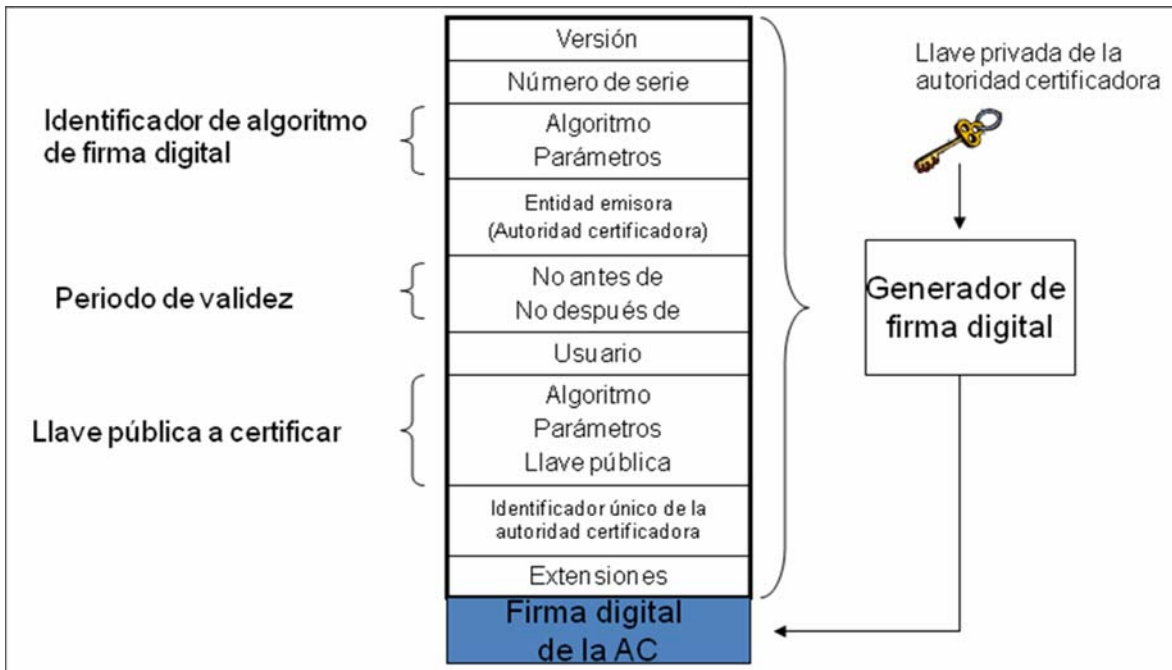 Versión
Número de serie
Identificador de algoritmo
de firma digital
Algoritmo
Parámetros
Entidad emisora
(Autoridad certificadora)
Periodo de validez
No antes de
No después de
Usuario
Llave pública a certificar
Algoritmo
Parámetros
Llave pública
Identificador único de la
autoridad certificadora
Extensiones
Firma digital
de la AC
Llave privada de la
autoridad certificadora
Generador de
firma digital